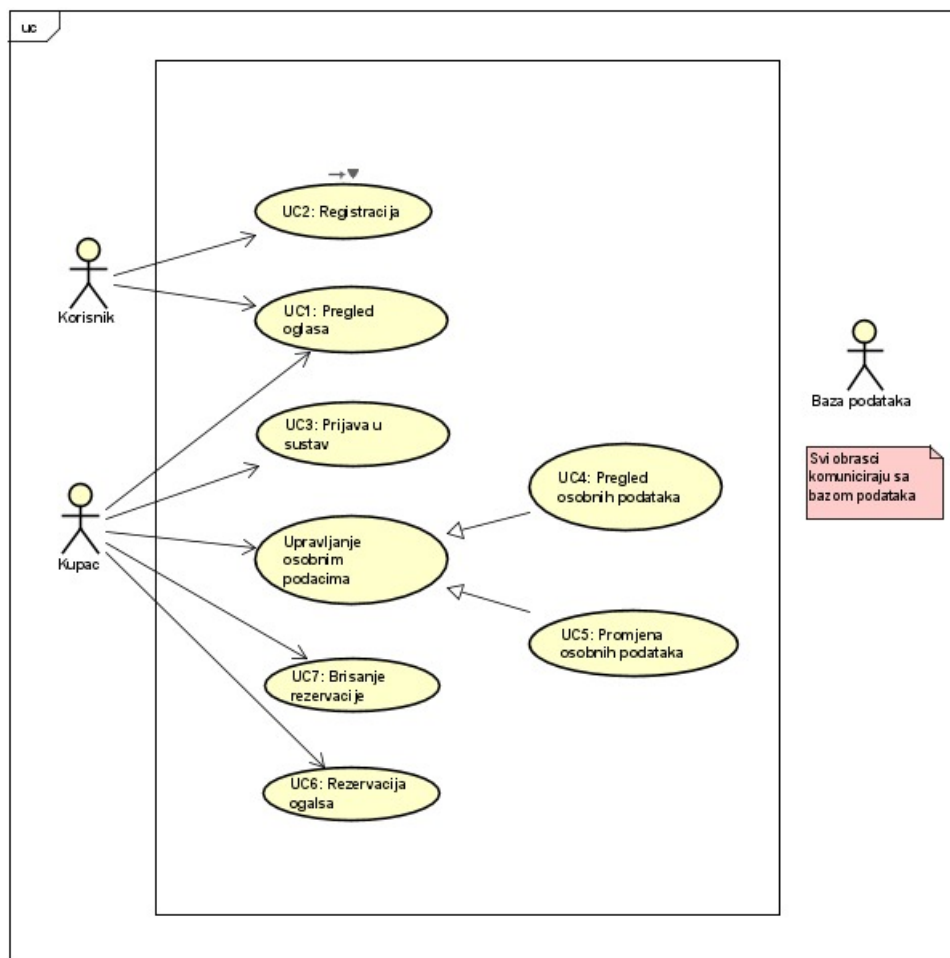 uc
UC2: Registracija
Korisnik
UC1: Pregled
oglasa
Baza podataka
UC3: Prijava u
sustav
Svi obrasci
komuniciraju sa
bazom podataka
UC4: Pregled
osobnih podataka
Kupac
Upravljanje
osobnim
podacima
UC5: Promjena
osobnih podataka
UC7: Brisanje
rezervacije
UC6: Rezervacija
ogalsa